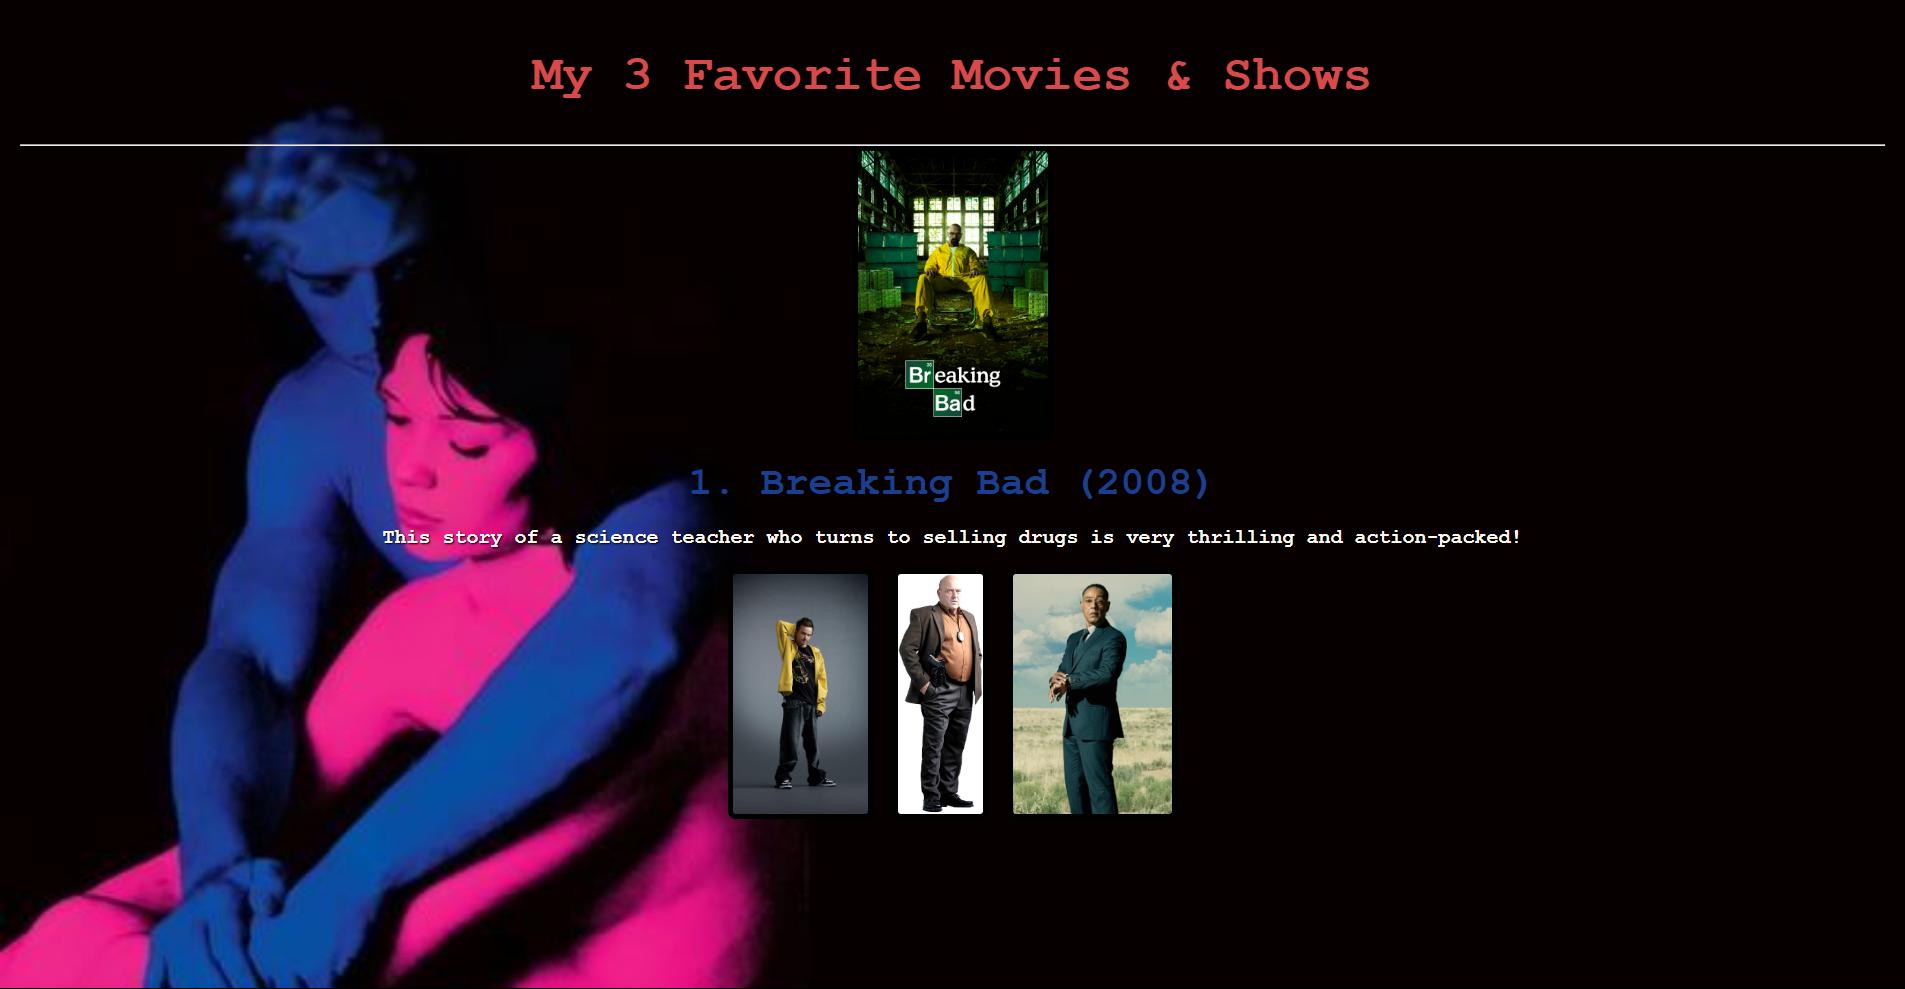 My 3 Favorite Movies & Shows
Breaking
Bad
1. Breaking Bad (2008)
This story of a science teacher who turns to selling drugs is very thrilling and action-packed!